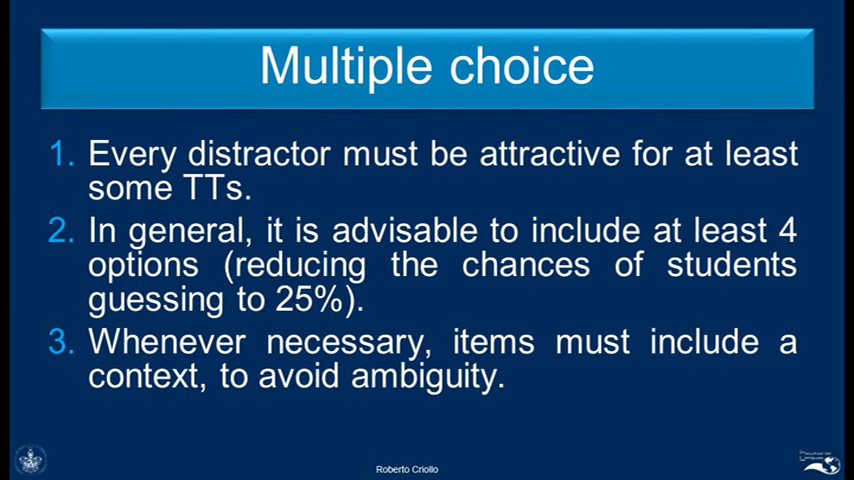 Multiple choice
1. Every distractor must be attractive for at least
some TTs.
2. In general, it is advisable to include at least 4
options (reducing the chances of students
guessing to 25%).
3. Whenever necessary, items must include a
context, to avoid ambiguity.
Roberto Criollo